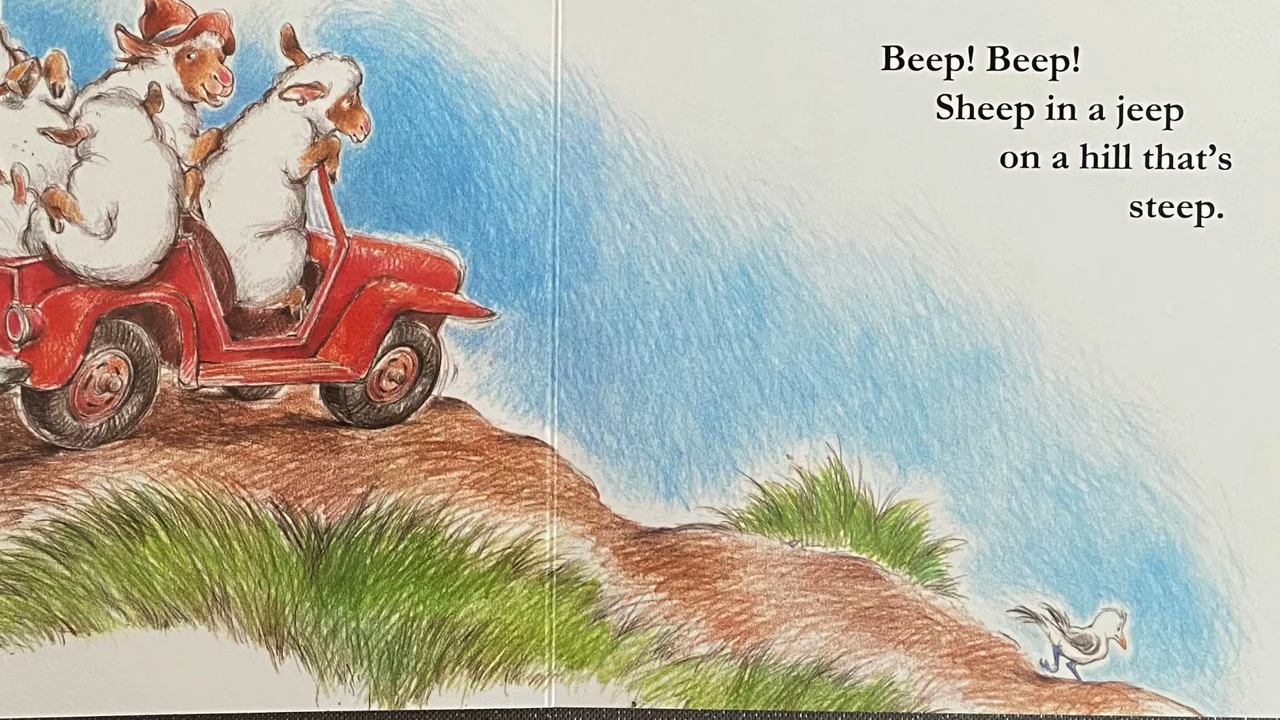 Beep! Beep!
Sheep in a jeep
on a hill that’s
steep.